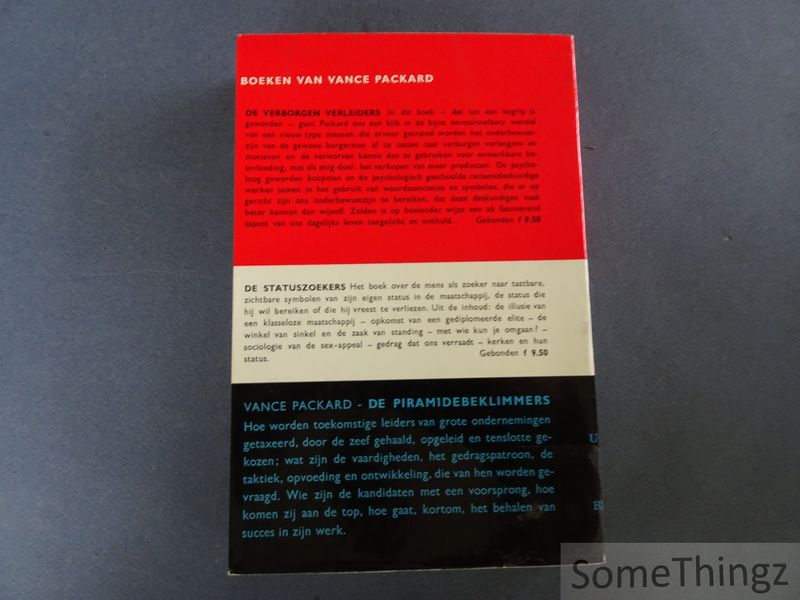 BOEKEN VAN VANCE PACKARD
DE VERBORGEN VERLEIDERS In dit boek – dat tot een begrip is
geworden – gunt Packard ons een blik in de bijna onvoorstelbare wereld
van een nieuw type mensen, die ervoor getraind worden het onderbewust-
zijn van de gewone burgerman af te tasten naar verborgen verlangens en
motieven en de verworven kennis dan te gebruiken voor onmerkbare be-
invloeding, met als enig doel: het verkopen van meer producten. De psycho-
loog geworden koopman en de psychologisch geschoolde reclamedeskundige
werken samen in het gebruik van woordassociaties en symbolen, die er op
gericht zijn ons onderbewustzijn te bereiken, dat deze deskundigen vaak
beter kennen dan wijzelf. Zelden is op boeiender wijze een zo fascinerend
aspect van ons dagelijks leven toegelicht en onthuld. Gebonden f 9.50
DE STATUSZOEKERS Het boek over de mens als zoeker naar tastbare,
zichtbare symbolen van zijn eigen status in de maatschappij, de status die
hij wil bereiken of die hij vreest te verliezen. Uit de inhoud: de illusie van
een klasseloze maatschappij – opkomst van een gediplomeerde elite – de
winkel van sinkel en de zaak van standing – met wie kun je omgaan? –
sociologie van de sex-appeal – gedrag dat ons verraadt – kerken en hun
status. Gebonden f 9.50
VANCE PACKARD - DE PIRAMIDEBEKLIMMERS
Hoe worden toekomstige leiders van grote ondernemingen
getaxeerd, door de zeef gehaald, opgeleid en tenslotte ge-
kozen; wat zijn de vaardigheden, het gedragspatroon, de
taktiek, opvoeding en ontwikkeling, die van hen worden ge-
vraagd. Wie zijn de kandidaten met een voorsprong, hoe
komen zij aan de top, hoe gaat, kortom, het behalen van
succes in zijn werk.
U
B
SomeThingz